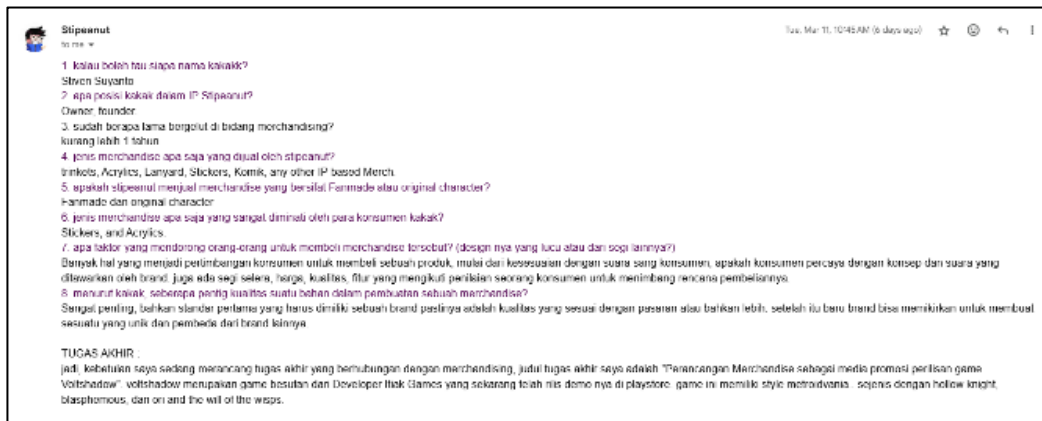 Stipeanut
Tue, Mar 11, 10:45 AM (6 days ago)
to me
1. kalau boleh tau siapa nama kakakk?
Stiven Suyanto
2. apa posisi kakak dalam IP Stipeanut?
Owner, founder
3. sudah berapa lama bergelut di bidang merchandising?
kurang lebih 1 tahun
4. jenis merchandise apa saja yang dijual oleh stipeanut?
trinkets, Acrylics, Lanyard, Stickers, Komik, any other IP based Merch.
5. apakah stipeanut menjual merchandise yang bersifat Fanmade atau original character?
Fanmade dan original character
6. jenis merchandise apa saja yang sangat diminati oleh para konsumen kakak?
Stickers, and Acrylics.
7. apa faktor yang mendorong orang-orang untuk membeli merchandise tersebut? (design nya yang lucu atau dari segi lainnya?)
Banyak hal yang menjadi pertimbangan konsumen untuk membeli sebuah produk, mulai dari kesesuaian dengan suara sang konsumen, apakah konsumen percaya dengan konsep dan suara yang
ditawarkan oleh brand. juga ada segi selera, harga, kualitas, fitur yang mengikuti penilaian seorang konsumen untuk menimbang rencana pembeliannya
8. menurut kakak, seberapa pentig kualitas suatu bahan dalam pembuatan sebuah merchandise?
Sangat penting, bahkan standar pertama yang harus dimiliki sebuah brand pastinya adalah kualitas yang sesuai dengan pasaran atau bahkan lebih. setelah itu baru brand bisa memikirkan untuk membuat
sesuatu yang unik dan pembeda dari brand lainnya
TUGAS AKHIR :
jadi, kebetulan saya sedang merancang tugas akhir yang berhubungan dengan merchandising, judul tugas akhir saya adalah "Perancangan Merchandise sebagai media promosi perilisan game
Voltshadow". voltshadow merupakan game besutan dari Developer Games yang sekarang telah rilis demo nya di playstore. game ini memiliki style metroidvania. sejenis dengan hollow knight,
blasphemous, dan ori and the will of the wisps.